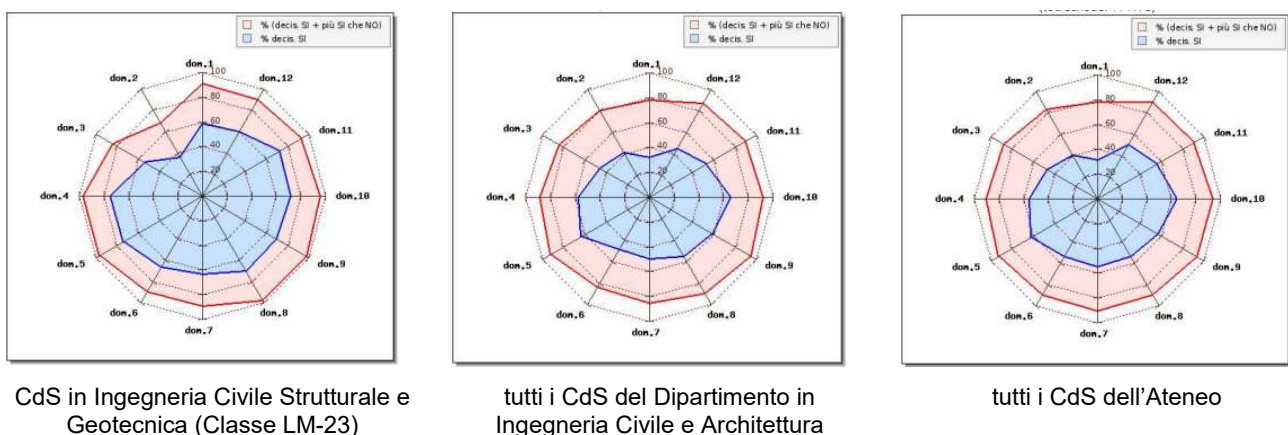 % (decis. SI + più SI che NO)
% decis. SI
dom.1
dom.2
dom.3
dom.4
dom.5
dom.6
dom.7
dom.8
dom.9
dom.10
dom.11
dom.12
100
80
60
40
20
CdS in Ingegneria Civile Strutturale e
Geotecnica (Classe LM-23)
% (decis. SI + più SI che NO)
% decis. SI
dom.1
dom.2
dom.3
dom.4
dom.5
dom.6
dom.7
dom.8
dom.9
dom.10
dom.11
dom.12
100
80
60
40
20
tutti i CdS del Dipartimento in
Ingegneria Civile e Architettura
% (decis. SI + più SI che NO)
% decis. SI
dom.1
dom.2
dom.3
dom.4
dom.5
dom.6
dom.7
dom.8
dom.9
dom.10
dom.11
dom.12
100
80
60
40
20
tutti i CdS dell’Ateneo